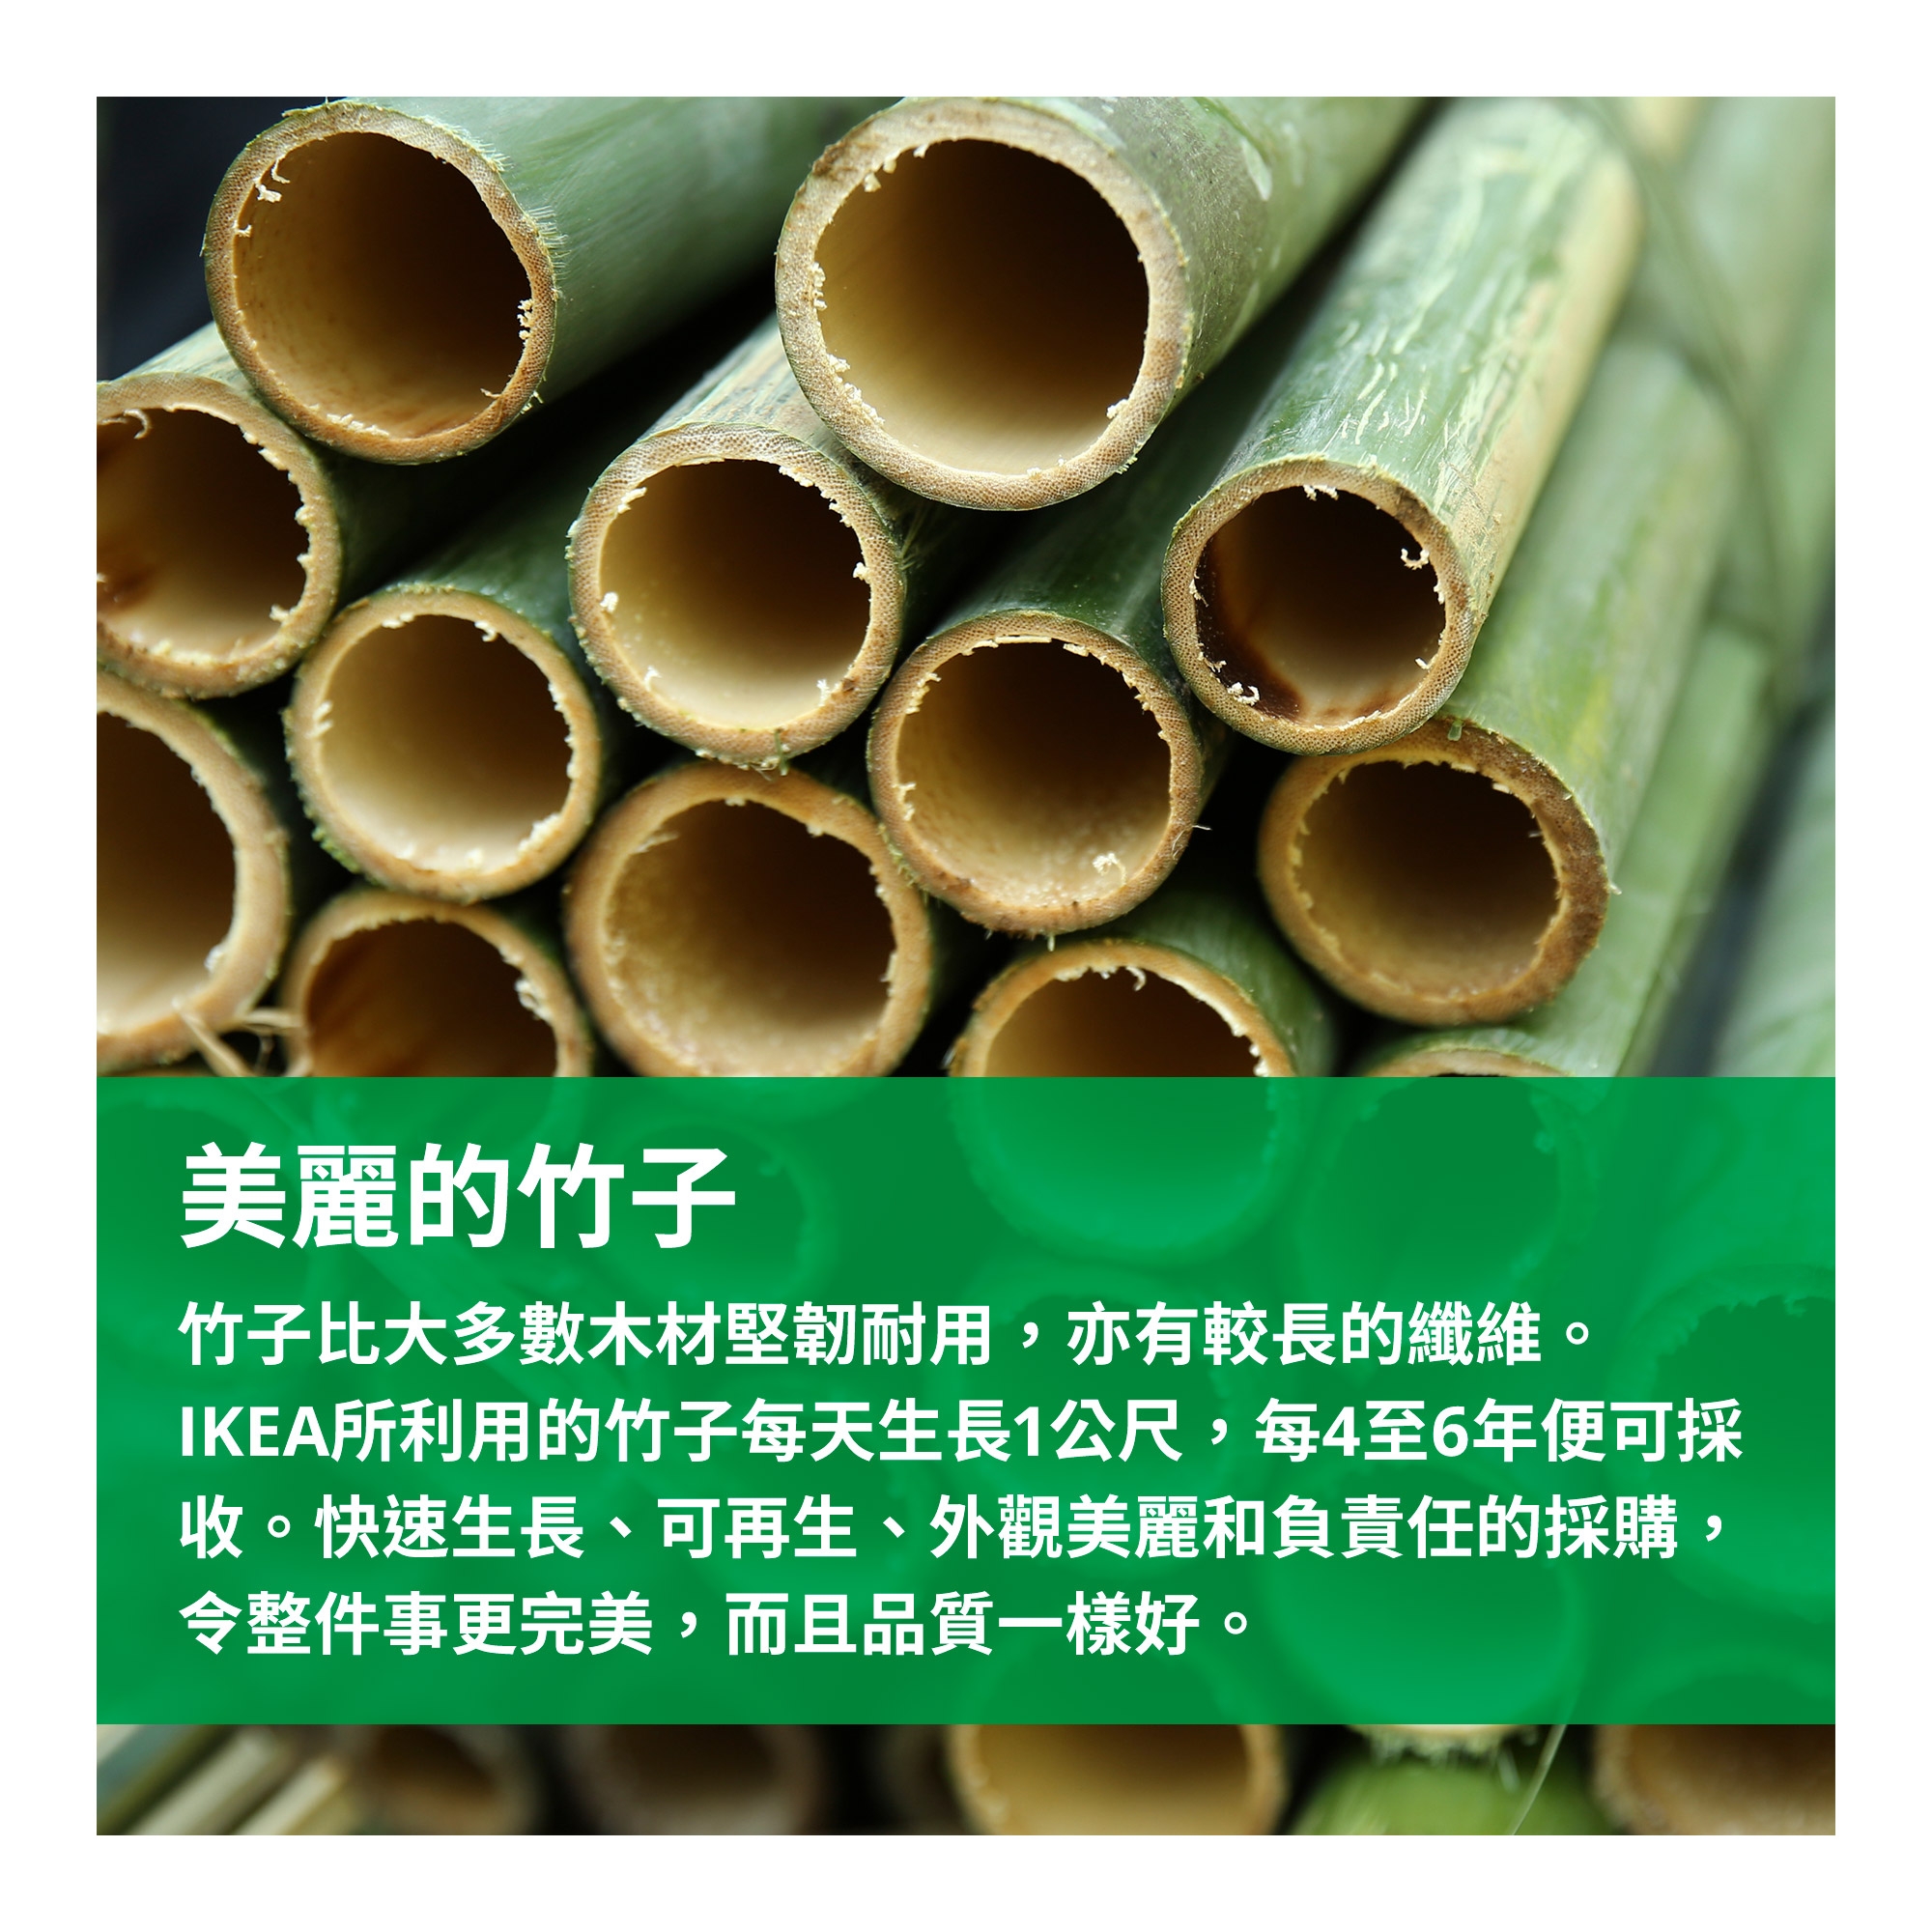 美麗的竹子
竹子比大多數木材堅韌耐用，亦有較長的纖維。
IKEA所利用的竹子每天生長1公尺，每4至6年便可採
收。快速生長、可再生、外觀美麗和負責任的採購，
令整件事更完美，而且品質一樣好。